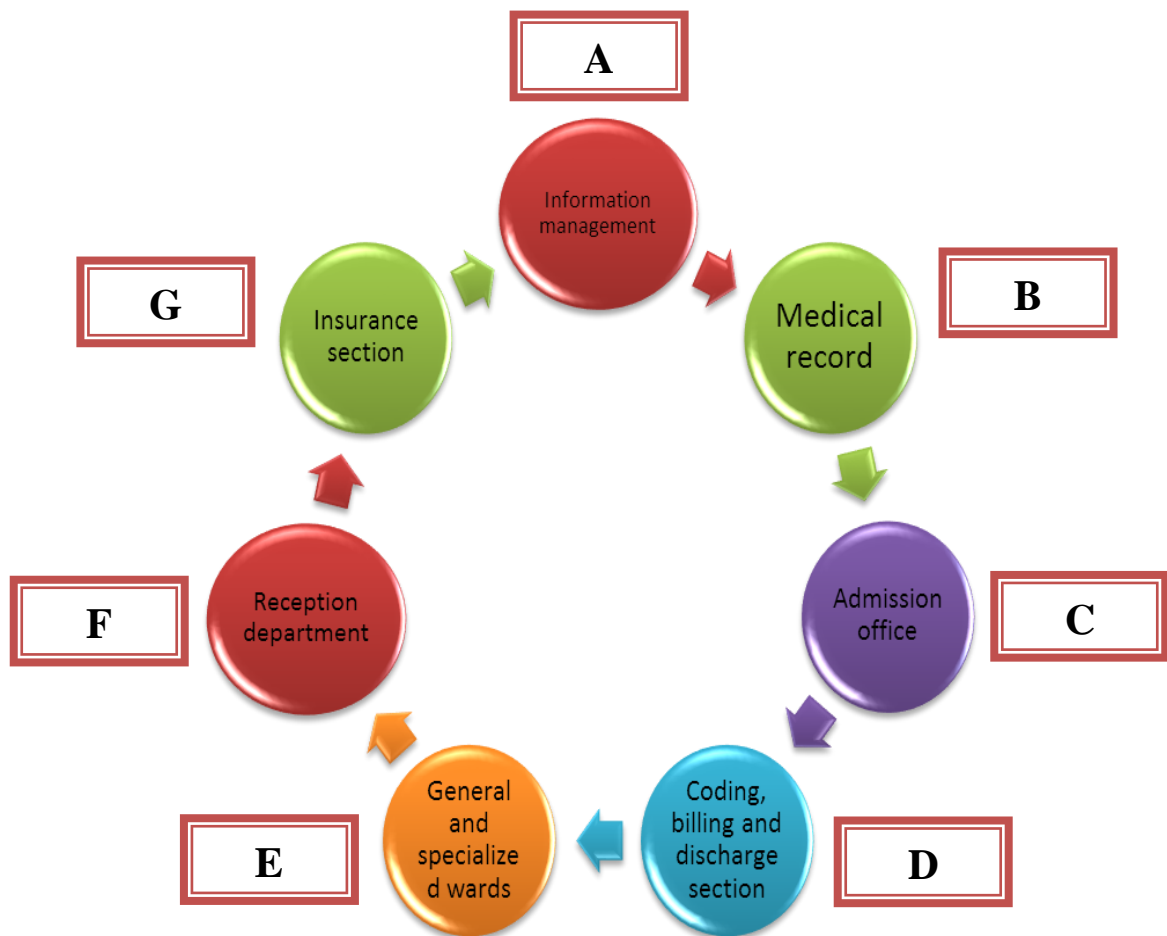 A
Information
management
B
Medical
record
C
Admission
office
D
Coding,
billing and
discharge
section
E
General
and
specialize
d wards
F
Reception
department
G
Insurance
section